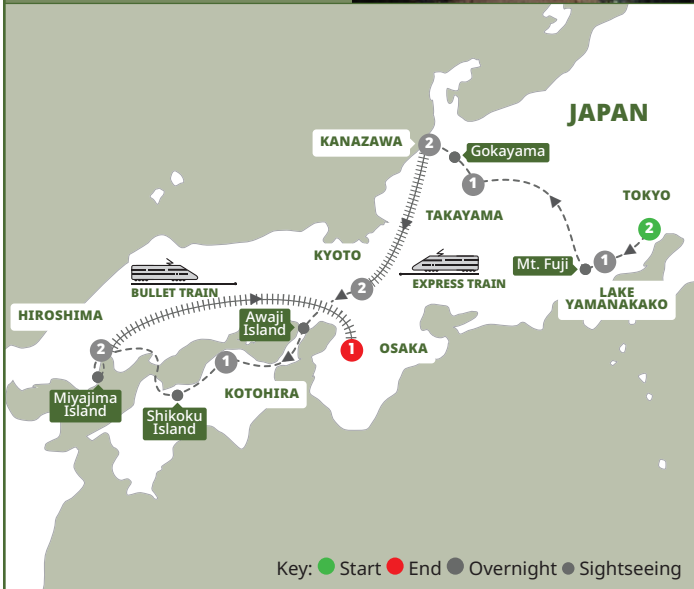 JAPAN
KANAZAWA
2
Gokayama
1
TAKAYAMA
TOKYO
2
Mt. Fuji
1
LAKE
YAMANAKAKO
KYOTO
2
EXPRESS TRAIN
BULLET TRAIN
HIROSHIMA
2
Awaji
Island
1
OSAKA
1
KOTOHIRA
Miyajima
Island
Shikoku
Island
Key: Start End Overnight Sightseeing